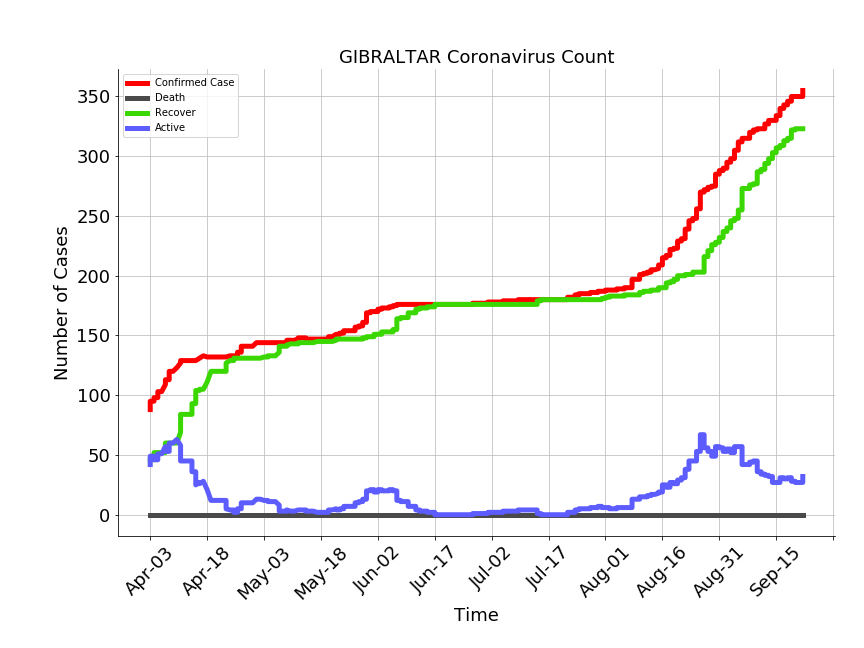 GIBRALTAR Coronavirus Count
Confirmed Case
Death
Recover
Active
Number of Cases
350
300
250
200
150
100
50
0
Apr-03
Apr-18
May-03
May-18
Jun-02
Jun-17
Jul-02
Jul-17
Aug-01
Aug-16
Aug-31
Sep-15
Time